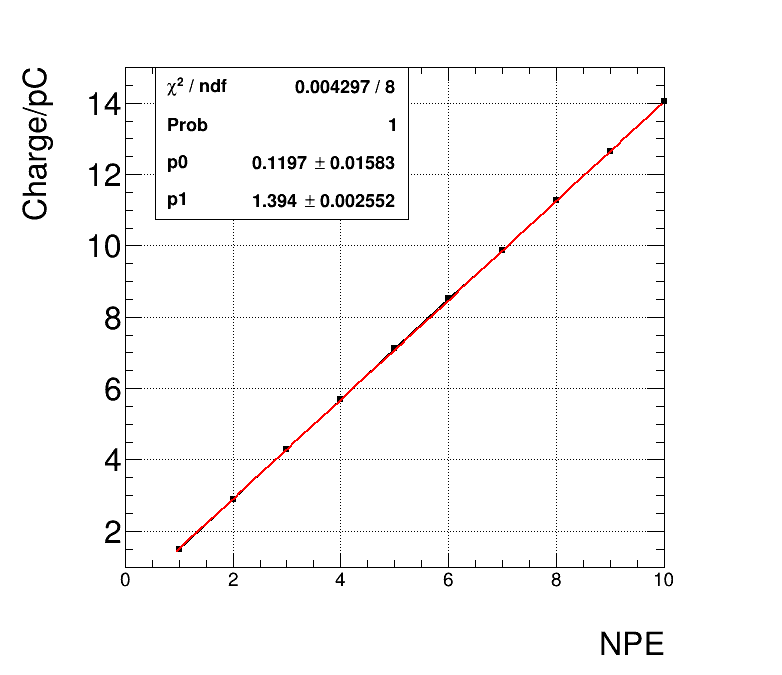 Charge/pC
χ² / ndf 0.004297 / 8
Prob 1
p0 0.1197 ± 0.01583
p1 1.394 ± 0.002552
14
12
10
8
6
4
2
0 2 4 6 8 10
NPE